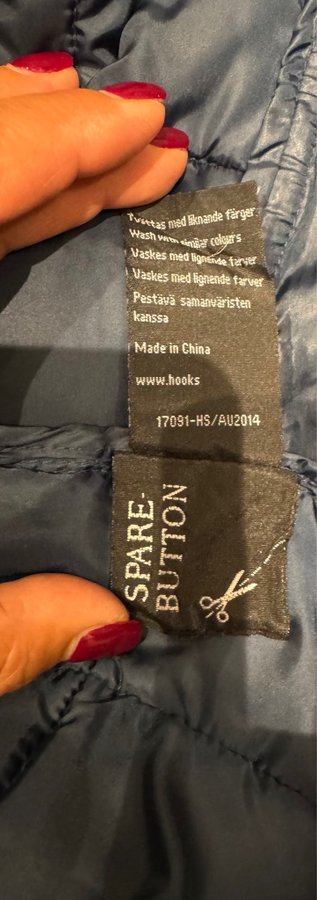 Tvättas med liknande färger
Wash with similar colours
Vaskes med lignende farver
Vaskes med lignende farver
Pestävä samanväristen
kanssa
Made in China
www.hooks
17091-HS/AU2014
SPARE-
BUTTON